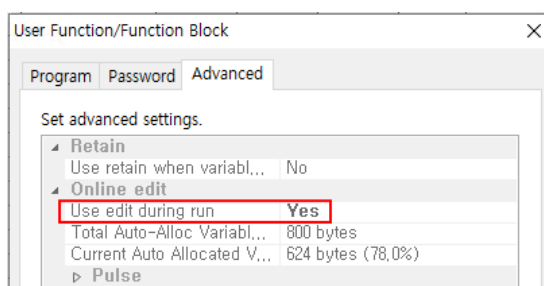 User Function/Function Block
Program Password Advanced
Set advanced settings.
Retain
Use retain when variabl... No
Online edit
Use edit during run Yes
Total Auto-Alloc Variabl... 800 bytes
Current Auto Allocated V... 624 bytes (78,0%)
Pulse